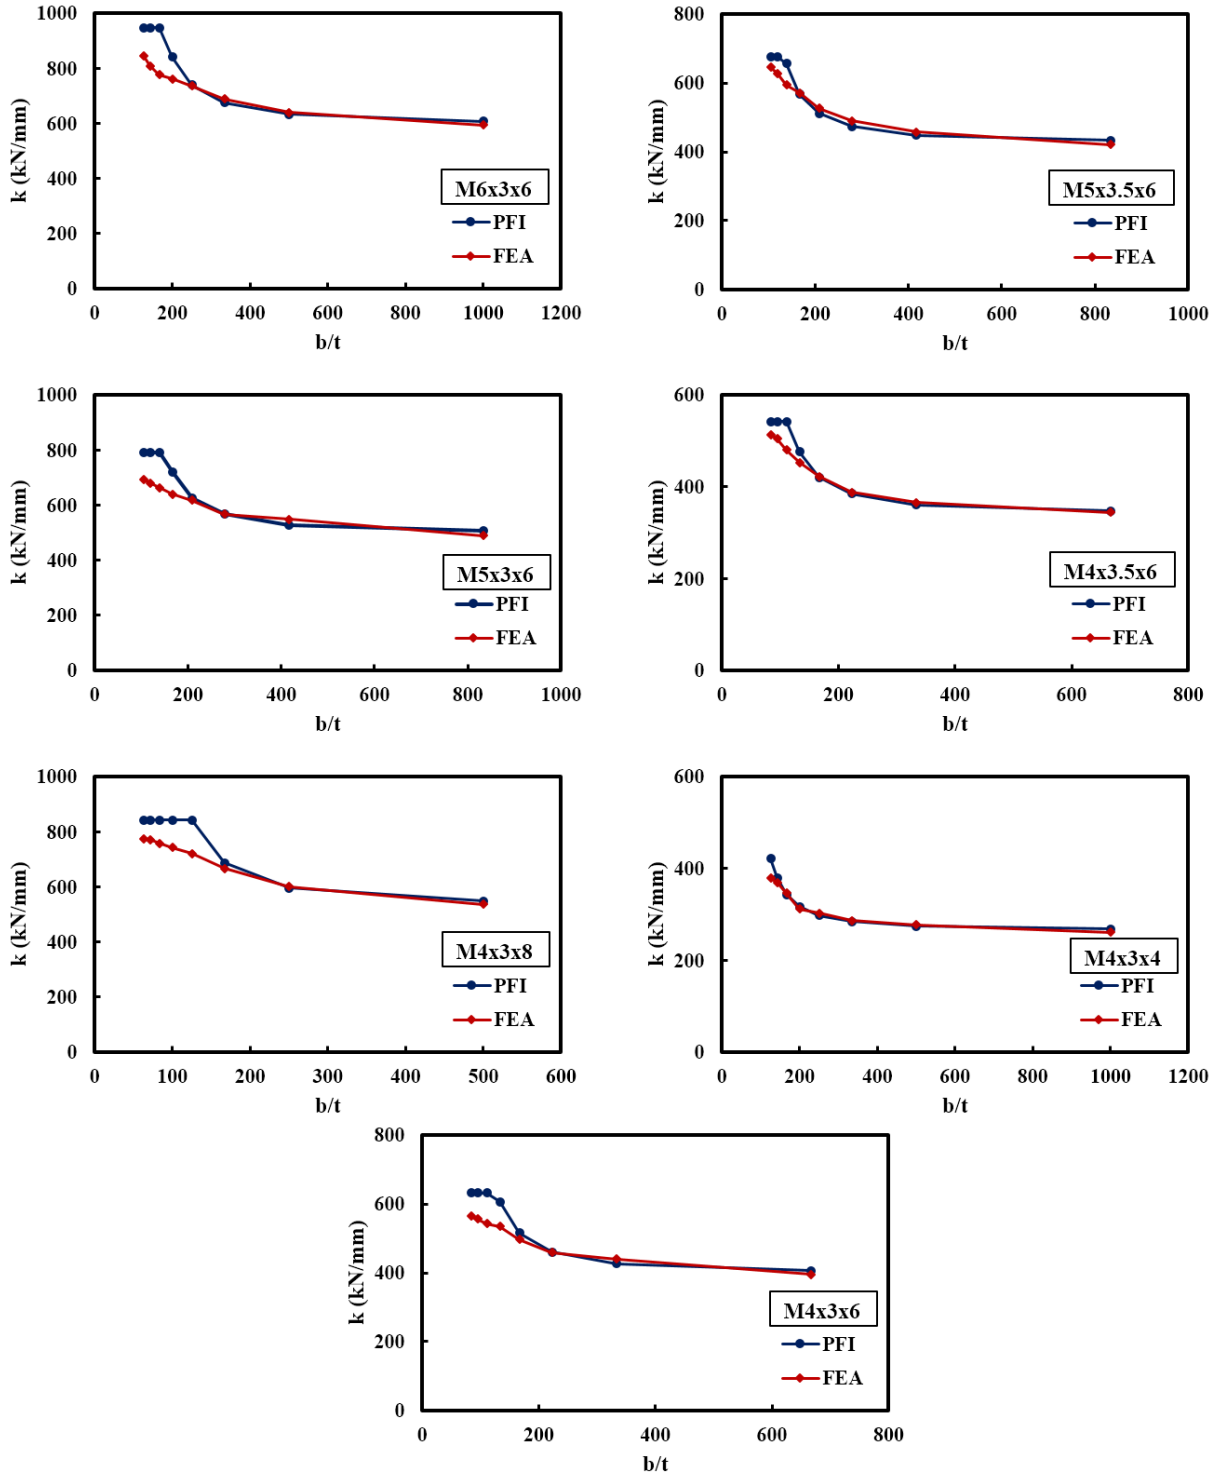 1000
800
600
400
200
0
k (kN/mm)
M6x3x6
PFI
FEA
0 200 400 600 800 1000 1200
b/t
800
600
400
200
0
k (kN/mm)
M5x3.5x6
PFI
FEA
0 200 400 600 800 1000
b/t
1000
800
600
400
200
0
k (kN/mm)
M5x3x6
PFI
FEA
0 200 400 600 800 1000
b/t
600
400
200
0
k (kN/mm)
M4x3.5x6
PFI
FEA
0 200 400 600 800
b/t
1000
800
600
400
200
0
k (kN/mm)
M4x3x8
PFI
FEA
0 100 200 300 400 500 600
b/t
600
400
200
0
k (kN/mm)
M4x3x4
PFI
FEA
0 200 400 600 800 1000 1200
b/t
800
600
400
200
0
k (kN/mm)
M4x3x6
PFI
FEA
0 200 400 600 800
b/t